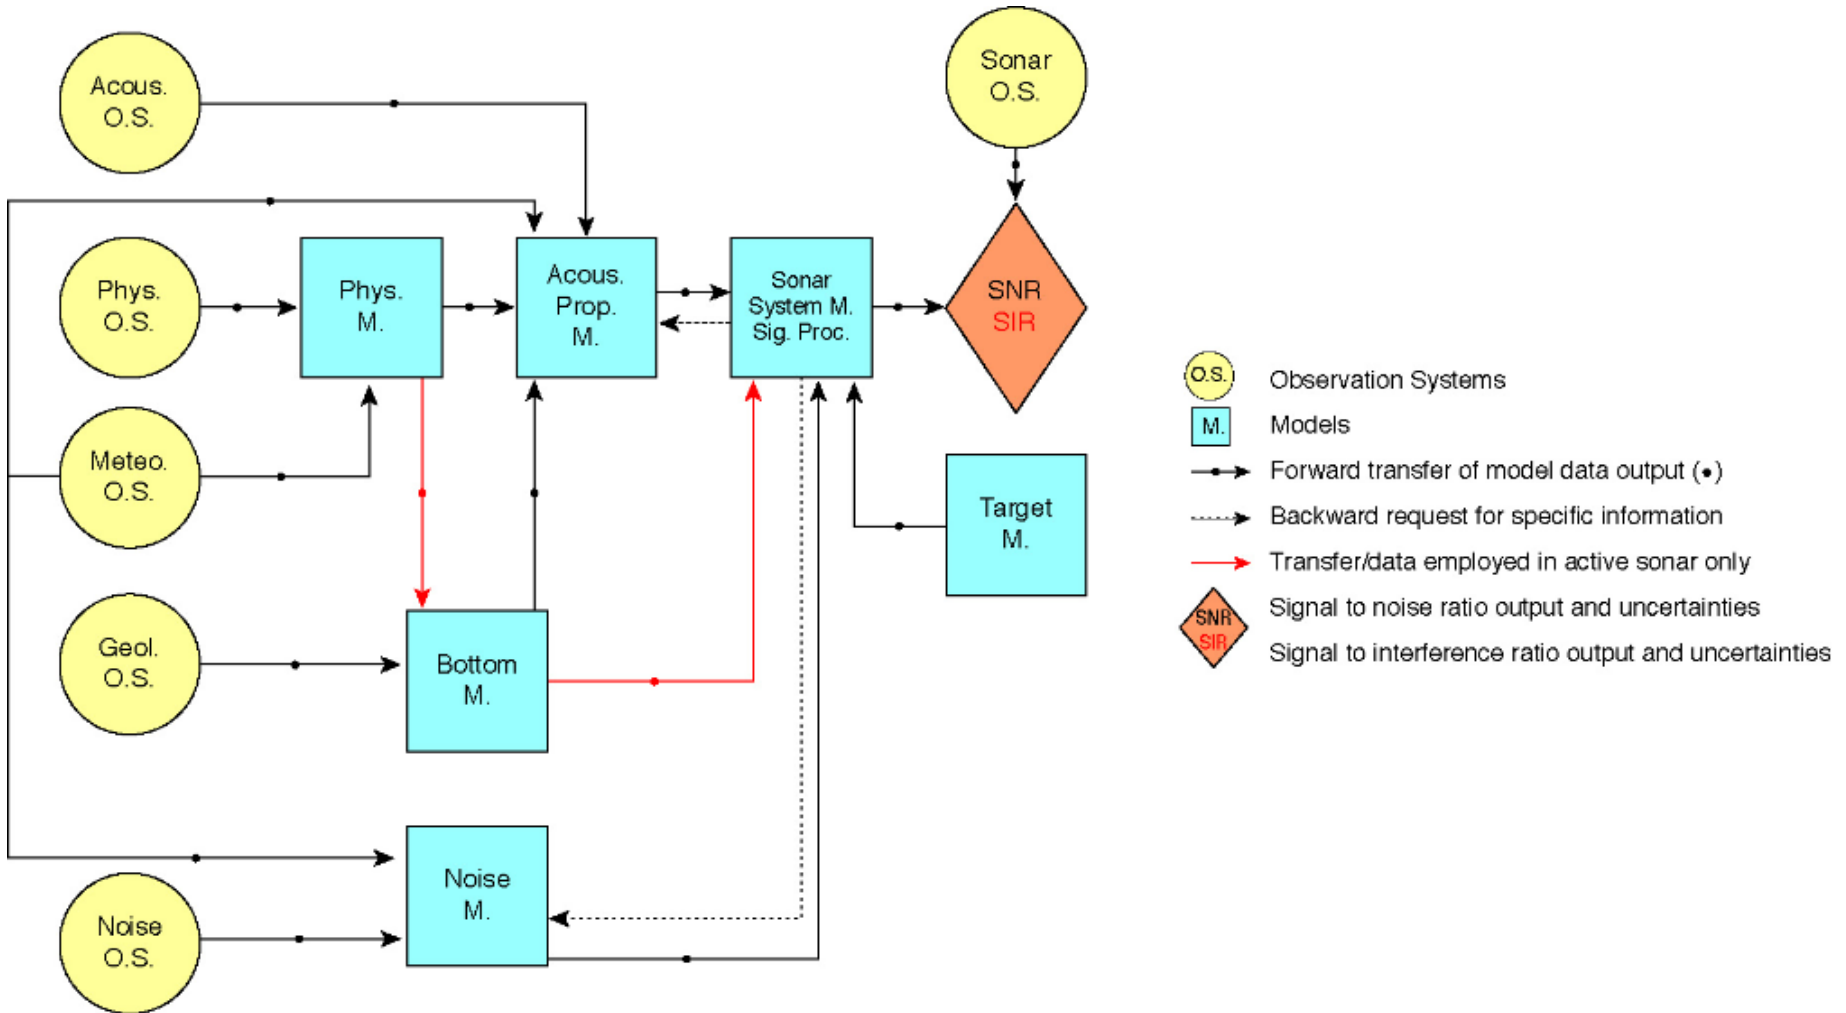 Acous.
O.S.
Sonar
O.S.
Phys.
O.S.
Phys.
M.
Acous.
Prop.
M.
Sonar
System M.
Sig. Proc.
SNR
SIR
Meteo.
O.S.
Target
M.
Geol.
O.S.
Bottom
M.
Noise
M.
Noise
O.S.
O.S.
Observation Systems
M.
Models
Forward transfer of model data output (•)
Backward request for specific information
Transfer/data employed in active sonar only
SNR
SIR
Signal to noise ratio output and uncertainties
Signal to interference ratio output and uncertainties